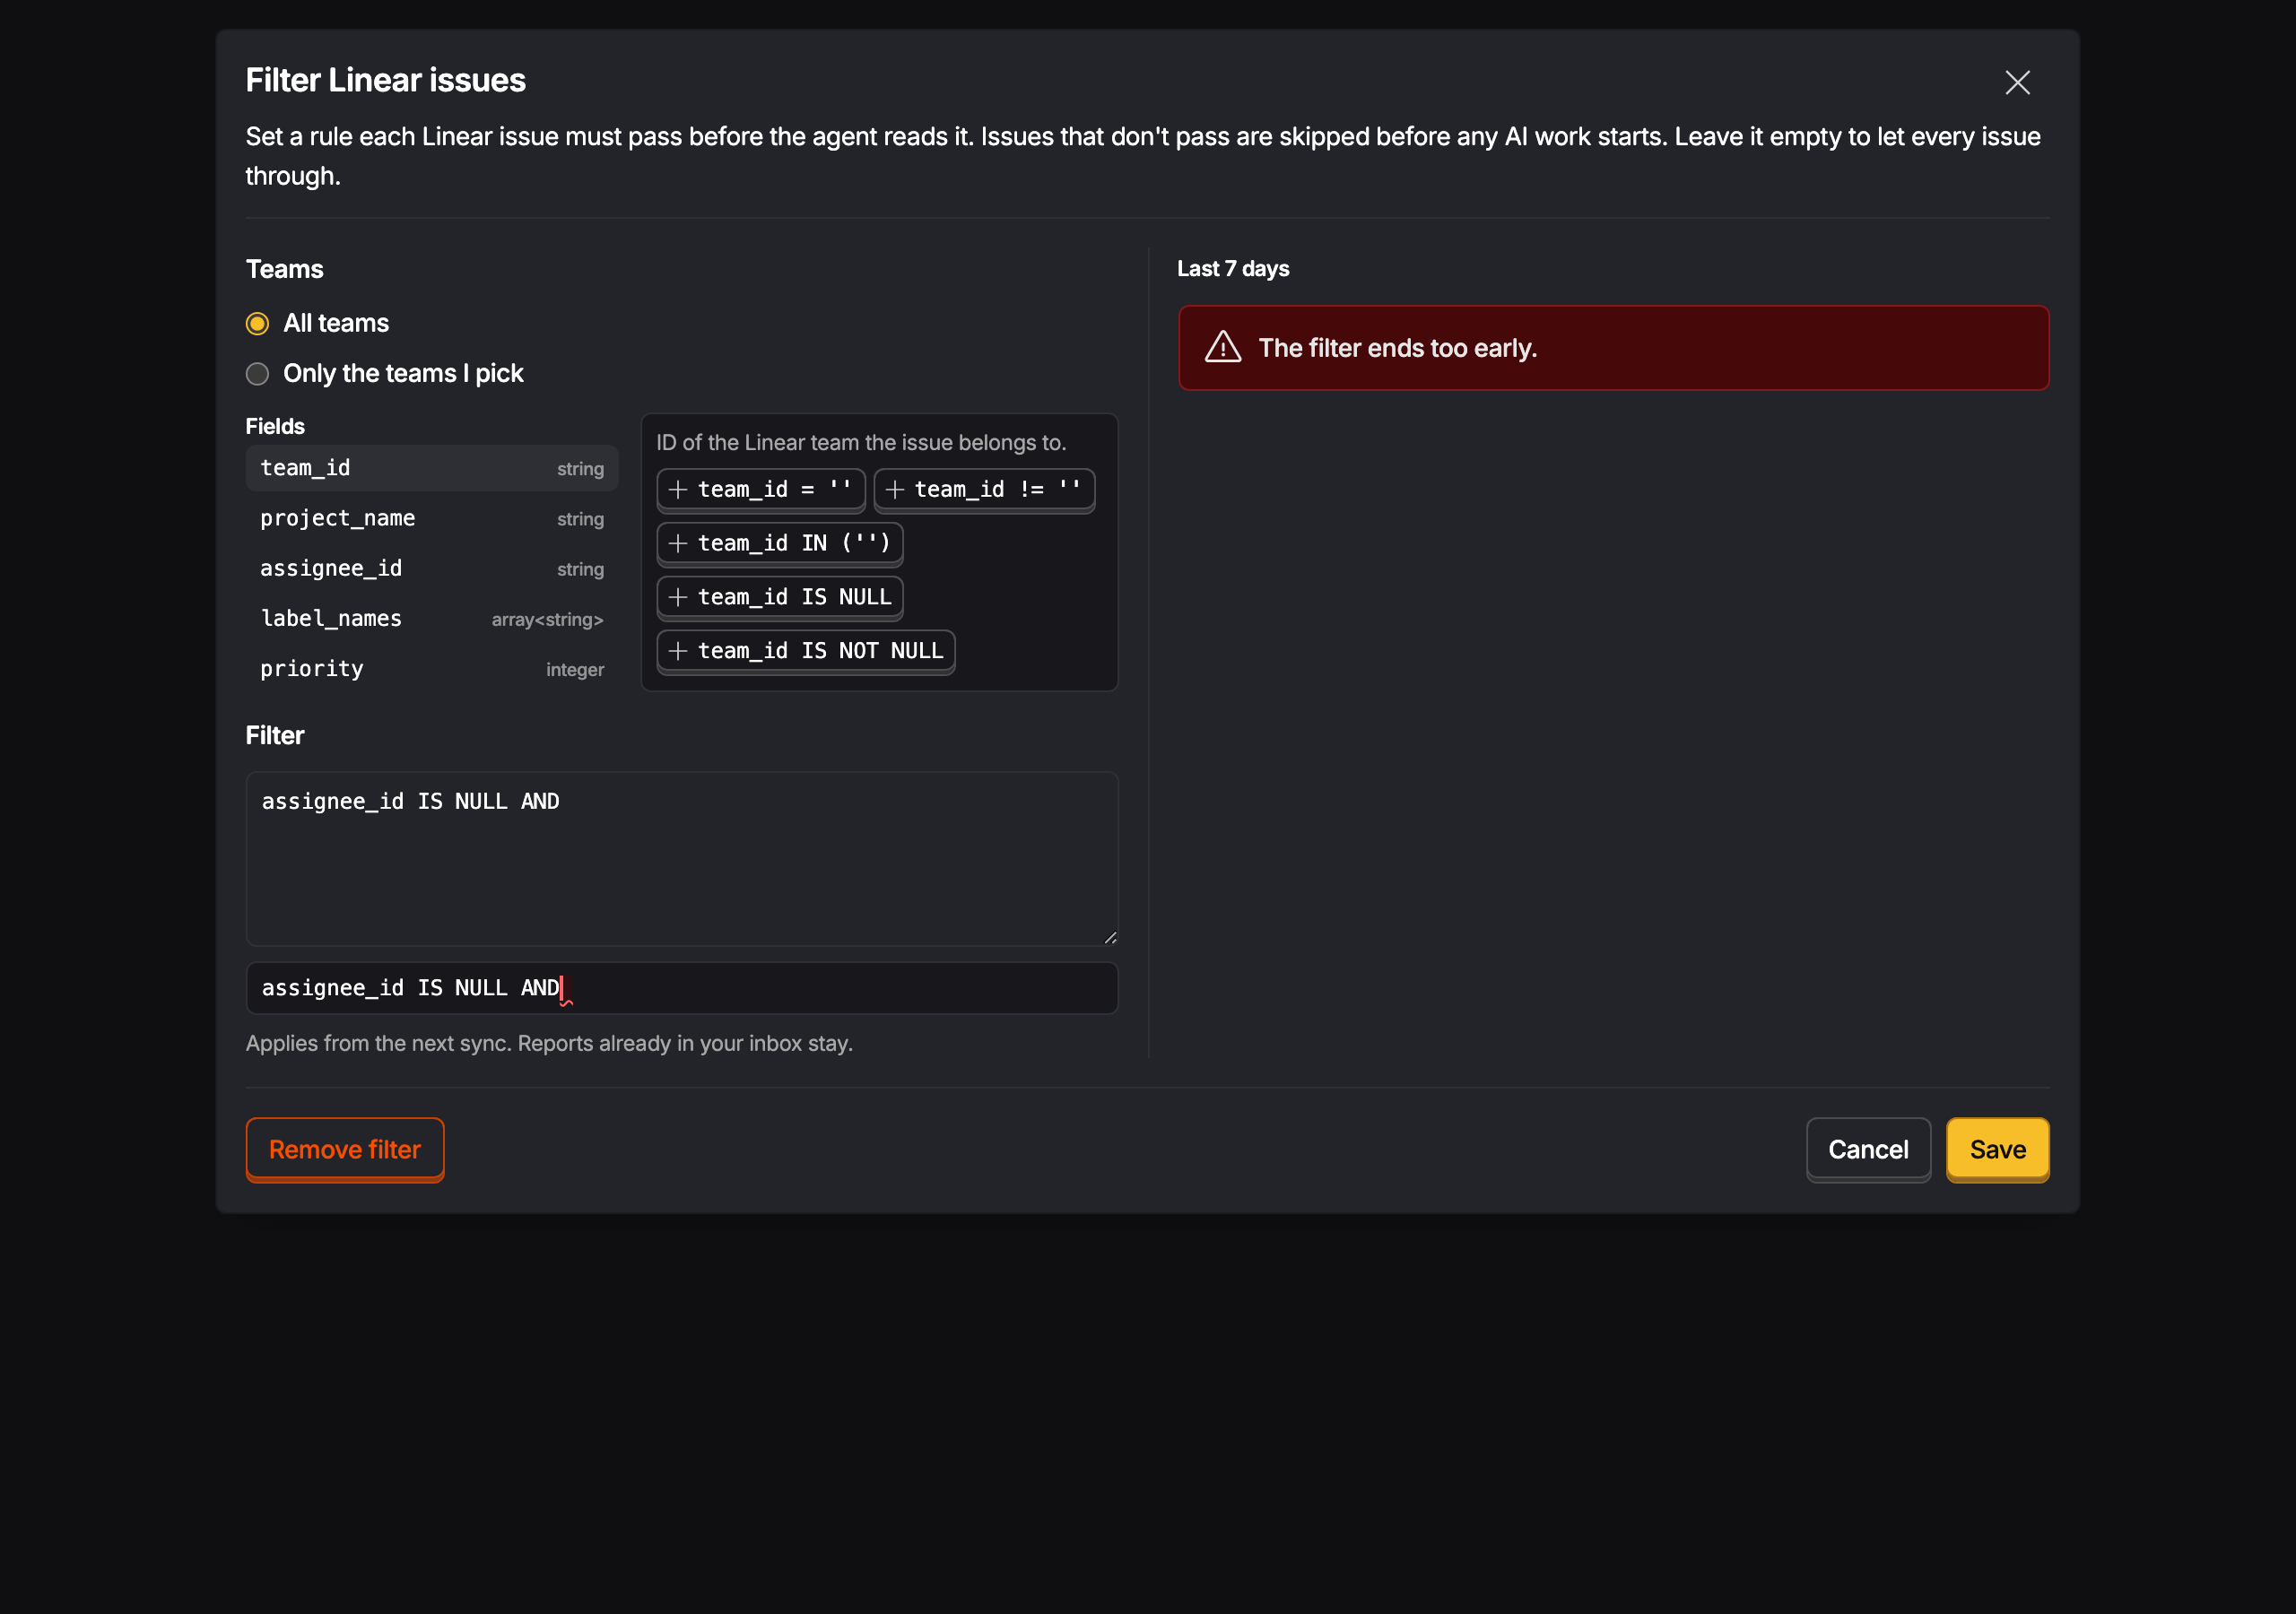 Filter Linear issues
Set a rule each Linear issue must pass before the agent reads it. Issues that don't pass are skipped before any AI work starts. Leave it empty to let every issue
through.
Teams
All teams
Only the teams I pick
Fields
team_id string
project_name string
assignee_id string
label_names array<string>
priority integer
ID of the Linear team the issue belongs to.
+ team_id = '' + team_id != ''
+ team_id IN ('')
+ team_id IS NULL
+ team_id IS NOT NULL
Filter
assignee_id IS NULL AND
assignee_id IS NULL AND
Applies from the next sync. Reports already in your inbox stay.
Last 7 days
The filter ends too early.
Remove filter
Cancel Save